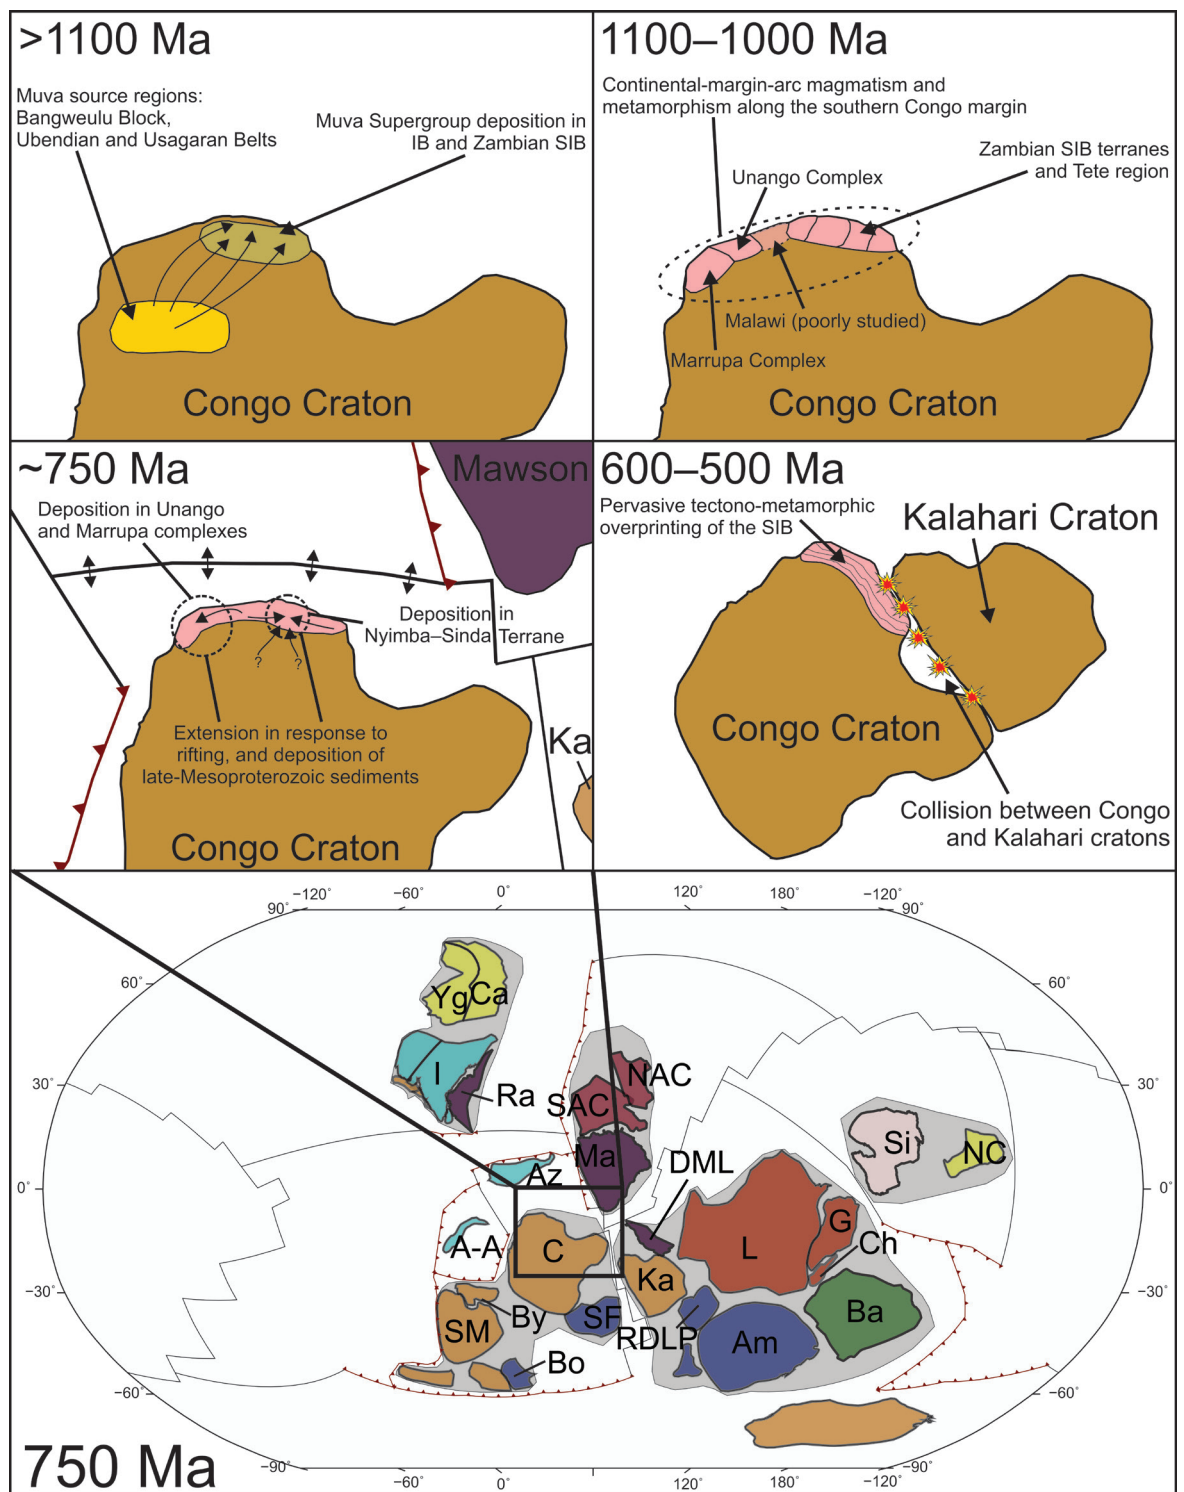 >1100 Ma
Muva source regions:
Bangweulu Block,
Ubendian and Usagaran Belts
Muva Supergroup deposition in
IB and Zambian SIB
Congo Craton
1100–1000 Ma
Continental-margin-arc magmatism and
metamorphism along the southern Congo margin
Zambian SIB terranes
and Tete region
Unango Complex
Malawi (poorly studied)
Marrupa Complex
Congo Craton
~750 Ma
Mawson
Deposition in Unango
and Marrupa complexes
Deposition in
Nyimba–Sinda Terrane
? ?
Extension in response to
rifting, and deposition of
late-Mesoproterozoic sediments
Ka
Congo Craton
600–500 Ma
Pervasive tectono-metamorphic
overprinting of the SIB
Kalahari Craton
Congo Craton
Collision between Congo
and Kalahari cratons
−120° −60° 0° 120° 180° −120°
90° 90°
60° 60°
YgCa
30° 30°
I
Ra
NAC
SAC
Si
NC
Ma
DML
Az
0° 0°
G
A-A
C
L
Ch
Ka
−30° −30°
By
SF
Ba
SM
RDLP
Am
Bo
−60° −60°
750 Ma
−90° −90°
−60° 0° 120° 180° −120°